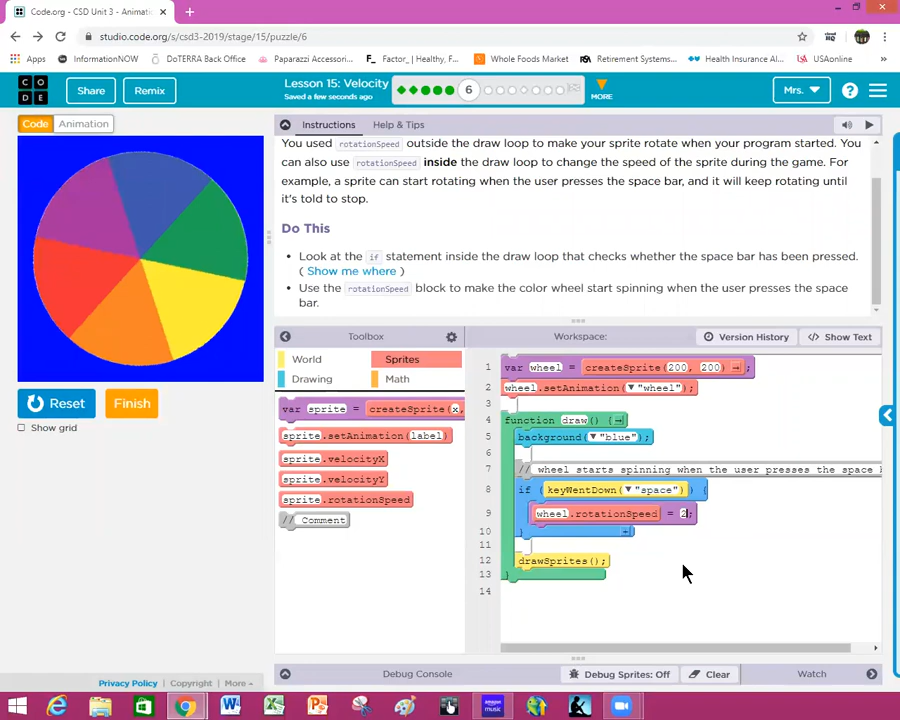 Code.org - CSD Unit 3 - Animati
studio.code.org/s/csd3-2019/stage/15/puzzle/6
Apps InformationNOW DoTERRA Back Office Paparazzi Accessori... Factor_ | Healthy, F... Whole Foods Market Retirement Systems... Health Insurance Al... USAonline
CODE Share Remix Lesson 15: Velocity 6 MORE Mrs.
Saved a few seconds ago
Code Animation
Instructions Help & Tips
You used rotationSpeed outside the draw loop to make your sprite rotate when your program started. You
can also use rotationSpeed inside the draw loop to change the speed of the sprite during the game. For
example, a sprite can start rotating when the user presses the space bar, and it will keep rotating until
it's told to stop.
Do This
Look at the if statement inside the draw loop that checks whether the space bar has been pressed.
( Show me where )
Use the rotationSpeed block to make the color wheel start spinning when the user presses the space
bar.
Reset Finish
Show grid
Toolbox
World Sprites
Drawing Math
var sprite = createSprite(x,
sprite.setAnimation(label)
sprite.velocityX
sprite.velocityY
sprite.rotationSpeed
// Comment
Workspace: Version History Show Text
1 var wheel = createSprite(200, 200) ;
2 wheel.setAnimation("wheel");
3
4 function draw() {
5 background("blue");
6
7 // wheel starts spinning when the user presses the space
8 if (keyWentDown("space")) {
9 wheel.rotationSpeed = 2;
10 }
11
12 drawSprites();
13 }
14
Debug Console Debug Sprites: Off Clear Watch
Privacy Policy | Copyright | More